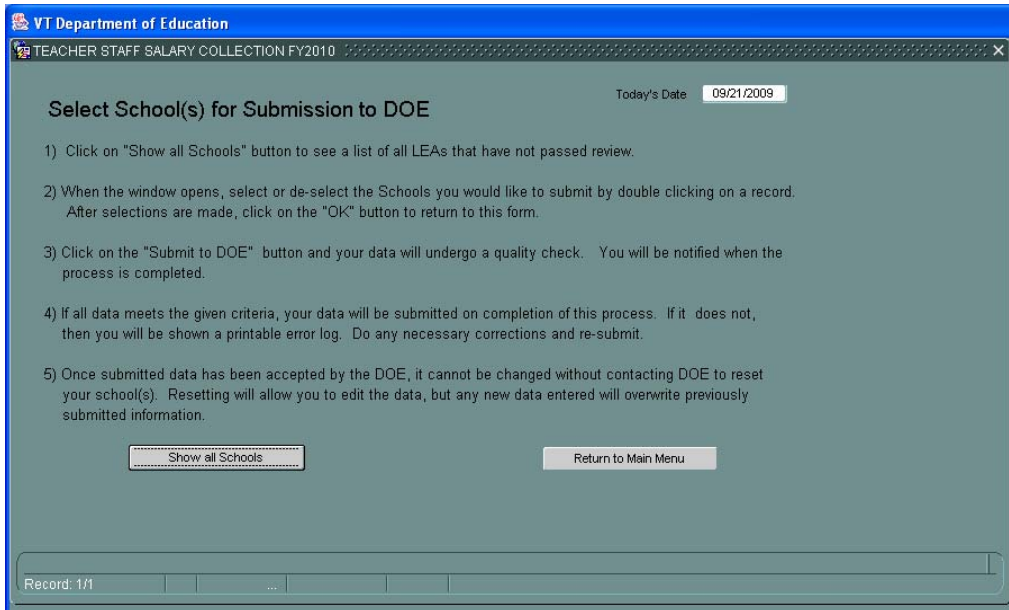 VT Department of Education
TEACHER STAFF SALARY COLLECTION FY2010
Today's Date 09/21/2009
Select School(s) for Submission to DOE
1) Click on "Show all Schools" button to see a list of all LEAs that have not passed review.
2) When the window opens, select or de-select the Schools you would like to submit by double clicking on a record.
After selections are made, click on the "OK" button to return to this form.
3) Click on the "Submit to DOE" button and your data will undergo a quality check. You will be notified when the
process is completed.
4) If all data meets the given criteria, your data will be submitted on completion of this process. If it does not,
then you will be shown a printable error log. Do any necessary corrections and re-submit.
5) Once submitted data has been accepted by the DOE, it cannot be changed without contacting DOE to reset
your school(s). Resetting will allow you to edit the data, but any new data entered will overwrite previously
submitted information.
Show all Schools Return to Main Menu
Record: 1/1 ...